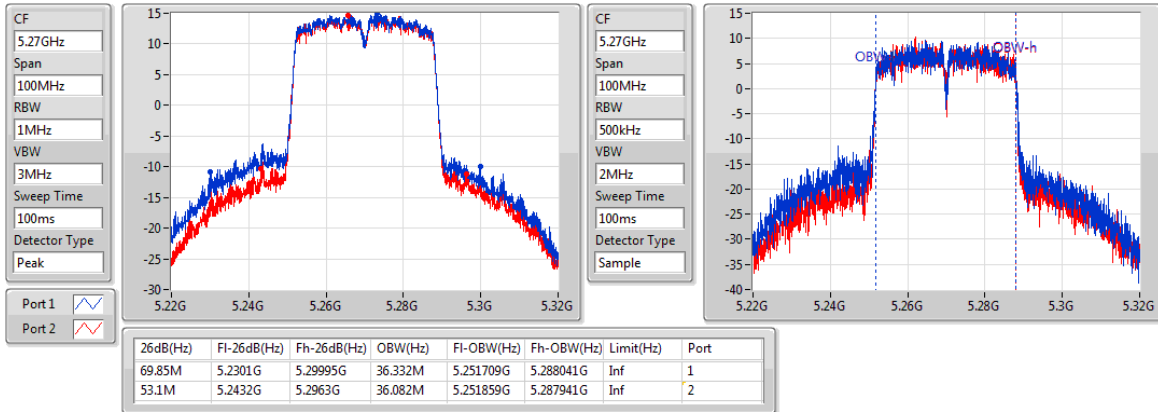 CF
5.27GHz
Span
100MHz
RBW
1MHz
VBW
3MHz
Sweep Time
100ms
Detector Type
Peak
Port 1
Port 2
15
10
5
0
-5
-10
-15
-20
-25
-30
5.22G 5.24G 5.26G 5.28G 5.3G 5.32G
CF
5.27GHz
Span
100MHz
RBW
500kHz
VBW
2MHz
Sweep Time
100ms
Detector Type
Sample
15
10
5
0
-5
-10
-15
-20
-25
-30
-35
-40
OBW-h
5.22G 5.24G 5.26G 5.28G 5.3G 5.32G
26dB(Hz) Fl-26dB(Hz) Fh-26dB(Hz) OBW(Hz) Fl-OBW(Hz) Fh-OBW(Hz) Limit(Hz) Port
69.85M 5.2301G 5.29995G 36.332M 5.251709G 5.288041G Inf 1
53.1M 5.2432G 5.2963G 36.082M 5.251859G 5.287941G Inf 2